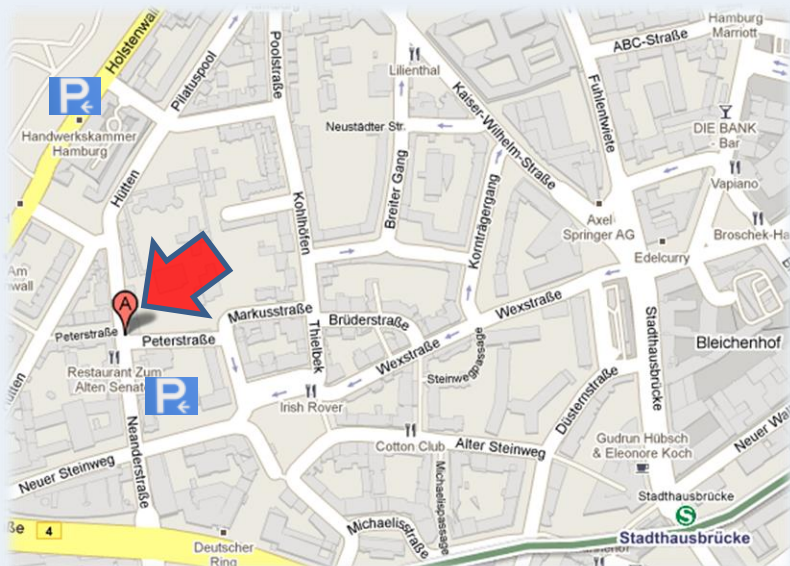 Hamburg
Marriott
ABC-Straße
Holstenwall
Pilatuspool
Poolstraße
Lilienthal
Kaiser-Wilhelm-Straße
Fuhlentwiete
P
Handwerkskammer
Hamburg
Neustädter Str.
DIE BANK
- Bar
Vapiano
Hütten
Kohlhöfen
Breiter Gang
Kornträgergang
Axel
Springer AG
Broschek-Ha
Edelcurry
Am
wall
A
Markusstraße
Brüderstraße
Wexstraße
Peterstraße
Peterstraße
Thielbek
Wexstraße
Steinwegpassage
Stadthausbrücke
Bleichenhof
Restaurant Zum
Alten Senato
P
Hütten
Irish Rover
Düsternstraße
Neanderstraße
Cotton Club
Alter Steinweg
Gudrun Hübsch
& Eleonore Koch
Neuer Wa
Neuer Steinweg
Michaelispassage
Stadthausbrücke
S
Stadthausbrücke
Michaelisstraße
ße
4
Deutscher
Ring